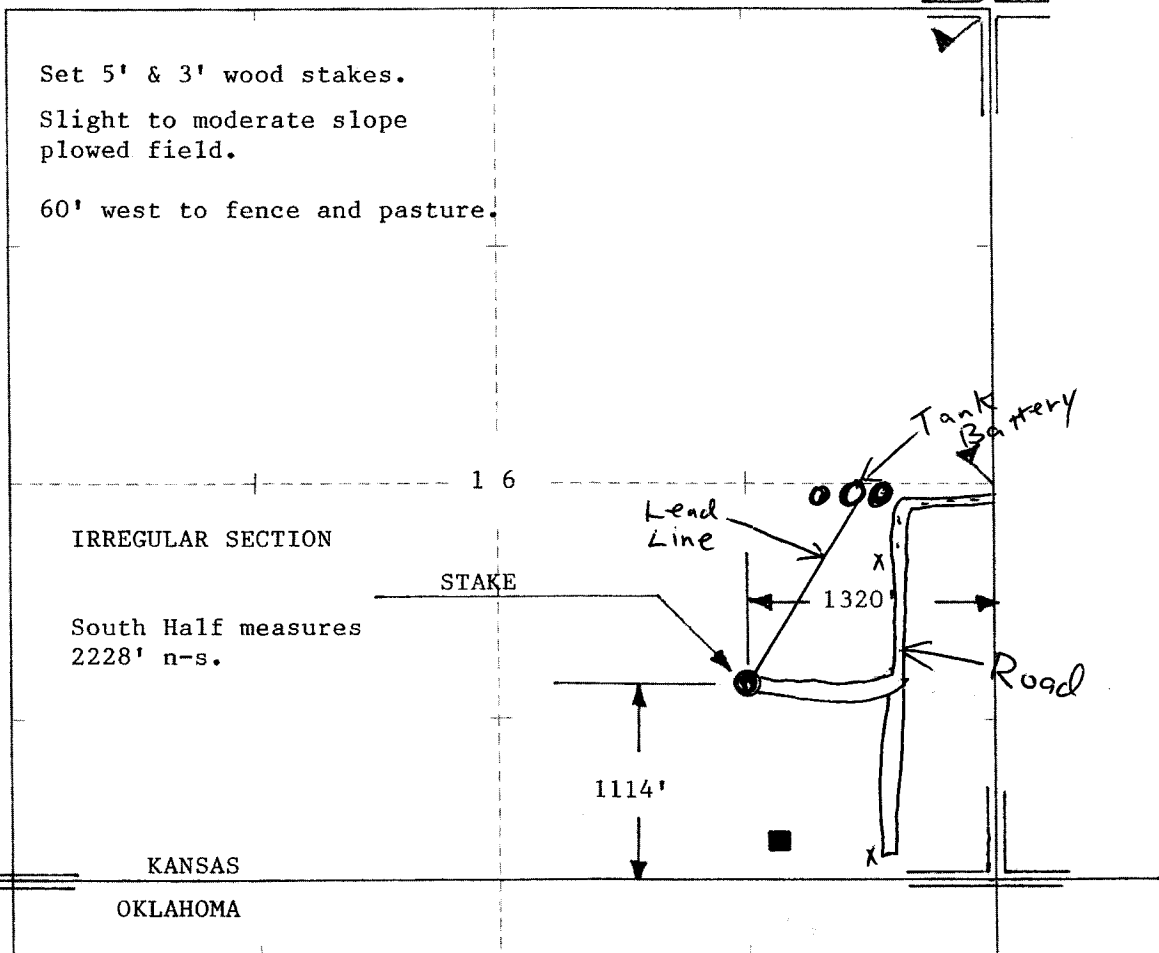 Set 5' & 3' wood stakes.
Slight to moderate slope
plowed field.
60' west to fence and pasture.
Tank
Battery
1 6
Lead
Line
IRREGULAR SECTION
STAKE
1320'
South Half measures
2228' n-s.
Road
1114'
x
x
KANSAS
OKLAHOMA